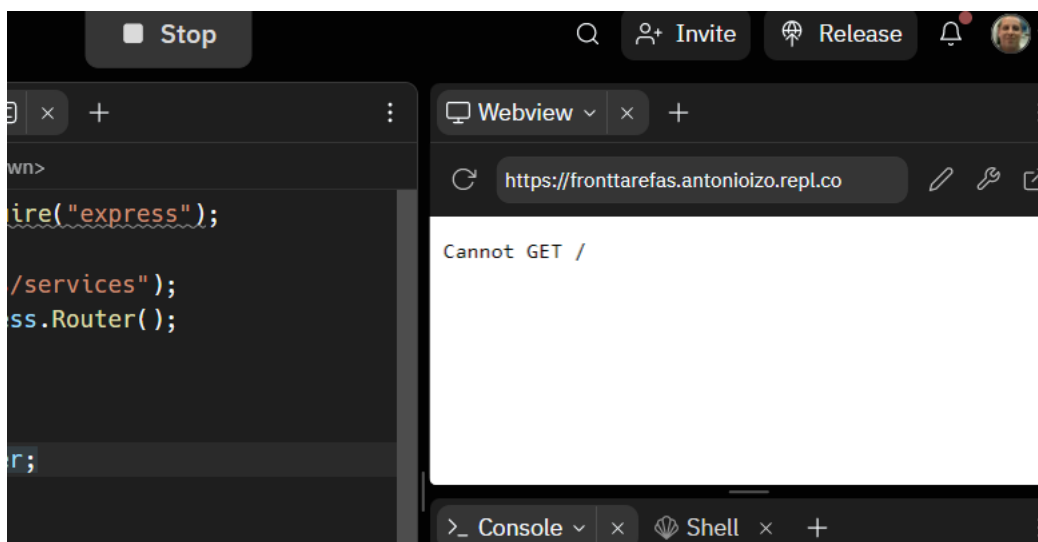 Stop
Invite
Release
Webview
wn>
https://fronttarefas.antonioizo.repl.co
ire("express");
/services");
ss.Router();
r;
Cannot GET /
>_ Console
Shell